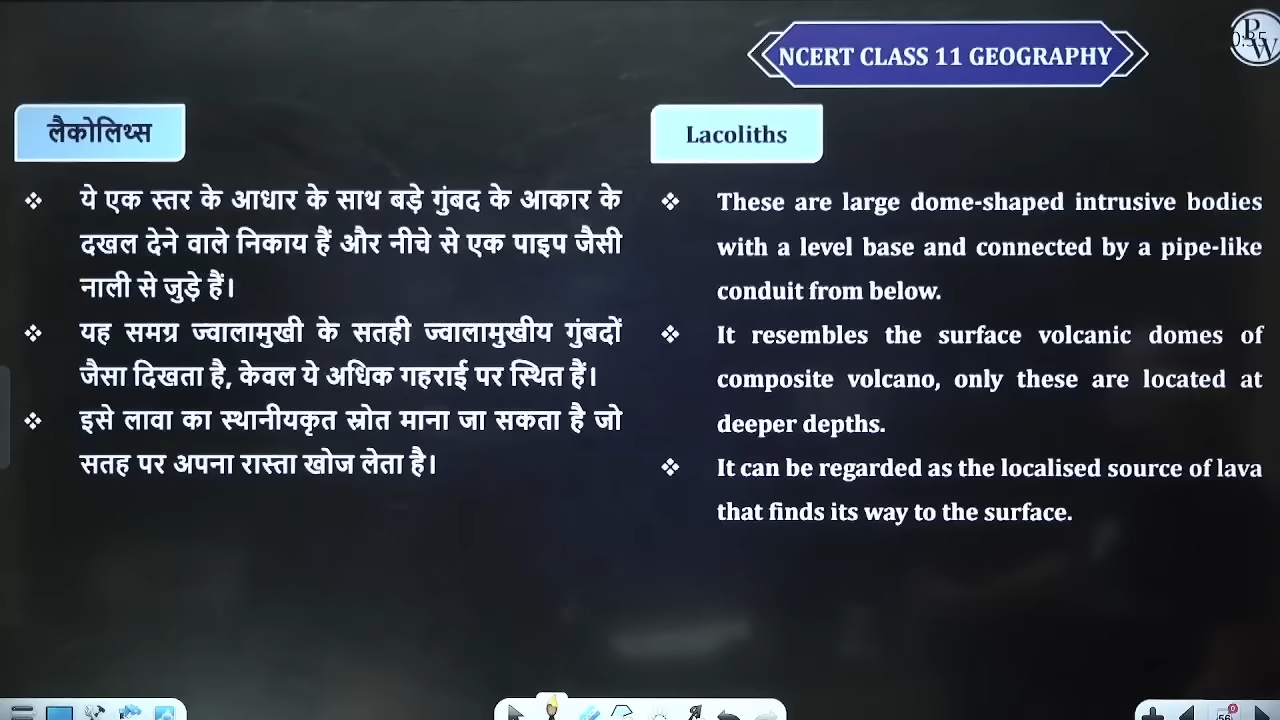 NCERT CLASS 11 GEOGRAPHY
PW
लैकोलिथ्स
ये एक स्तर के आधार के साथ बड़े गुंबद के आकार के
दखल देने वाले निकाय हैं और नीचे से एक पाइप जैसी
नाली से जुड़े हैं।
यह समग्र ज्वालामुखी के सतही ज्वालामुखीय गुंबदों
जैसा दिखता है, केवल ये अधिक गहराई पर स्थित हैं।
इसे लावा का स्थानीयकृत स्रोत माना जा सकता है जो
सतह पर अपना रास्ता खोज लेता है।
Lacoliths
These are large dome-shaped intrusive bodies
with a level base and connected by a pipe-like
conduit from below.
It resembles the surface volcanic domes of
composite volcano, only these are located at
deeper depths.
It can be regarded as the localised source of lava
that finds its way to the surface.
56